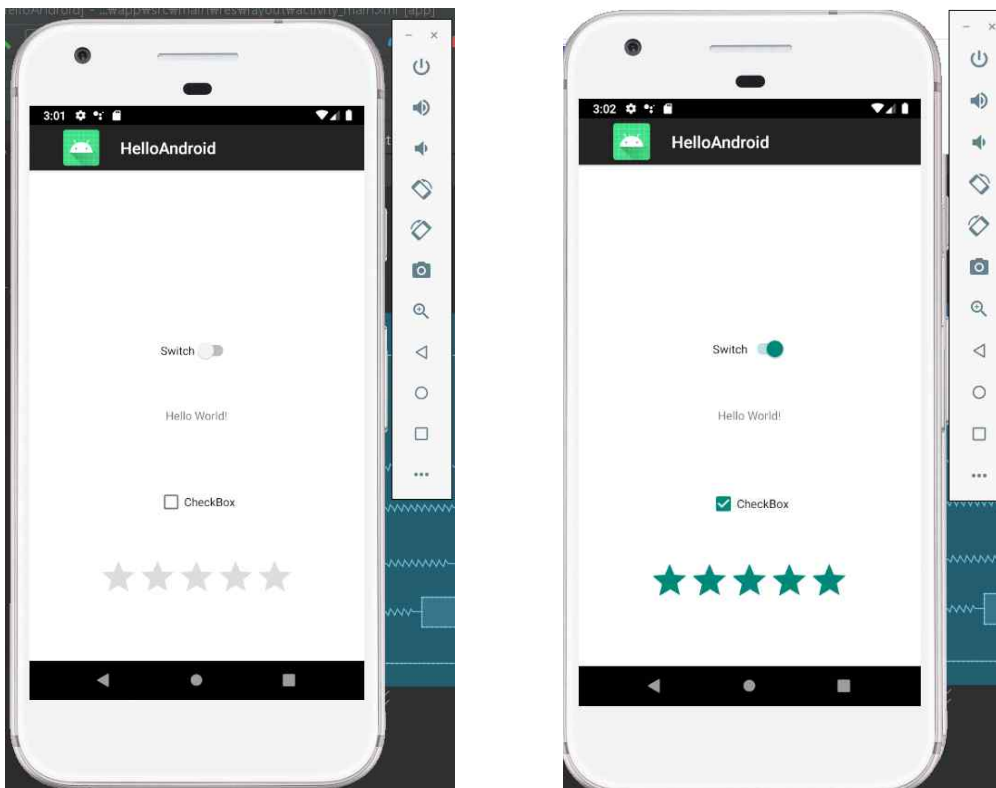 3:01
HelloAndroid
Switch
Hello World!
CheckBox
3:02
HelloAndroid
Switch
Hello World!
CheckBox